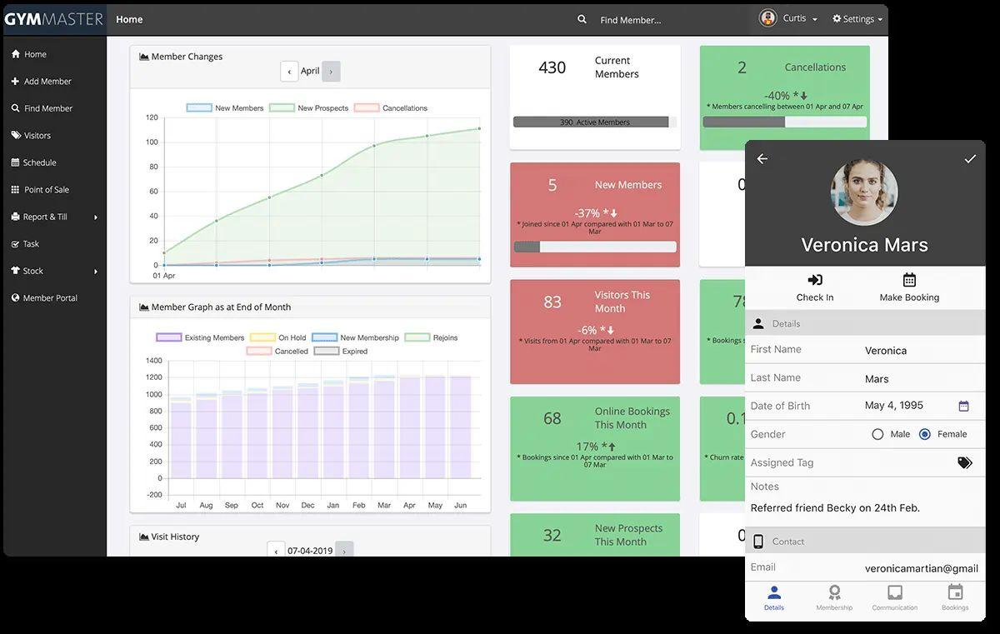 GYMMASTER
Home
Find Member...
Curtis
Settings
Home
Add Member
Find Member
Visitors
Schedule
Point of Sale
Report & Till
Task
Stock
Member Portal
Member Changes
April
New Members
New Prospects
Cancellations
120
100
80
60
40
20
0
01 Apr
Member Graph as at End of Month
Existing Members
On Hold
New Membership
Rejoins
Cancelled
Expired
1400
1200
1000
800
600
400
200
0
-200
Jul Aug Sep Oct Nov Dec Jan Feb Mar Apr May Jun
Visit History
07-04-2019
430
Current
Members
390 Active Members
2
Cancellations
-40% *
* Members cancelling between 01 Apr and 07 Apr
5
New Members
-37% *
* Joined since 01 Apr compared with 01 Mar to 07
Mar
0
83
Visitors This
Month
-6% *
* Visits from 01 Apr compared with 01 Mar to 07
Mar
* Bookings s
68
Online Bookings
This Month
17% *
* Bookings since 01 Apr compared with 01 Mar to
07 Mar
0.1
* Churn rate
32
New Prospects
This Month
0
Veronica Mars
Check In
Make Booking
Details
First Name
Veronica
Last Name
Mars
Date of Birth
May 4, 1995
Gender
Male
Female
Assigned Tag
Notes
Referred friend Becky on 24th Feb.
Contact
Email
veronicamartian@gmail
Details
Membership
Communication
Bookings